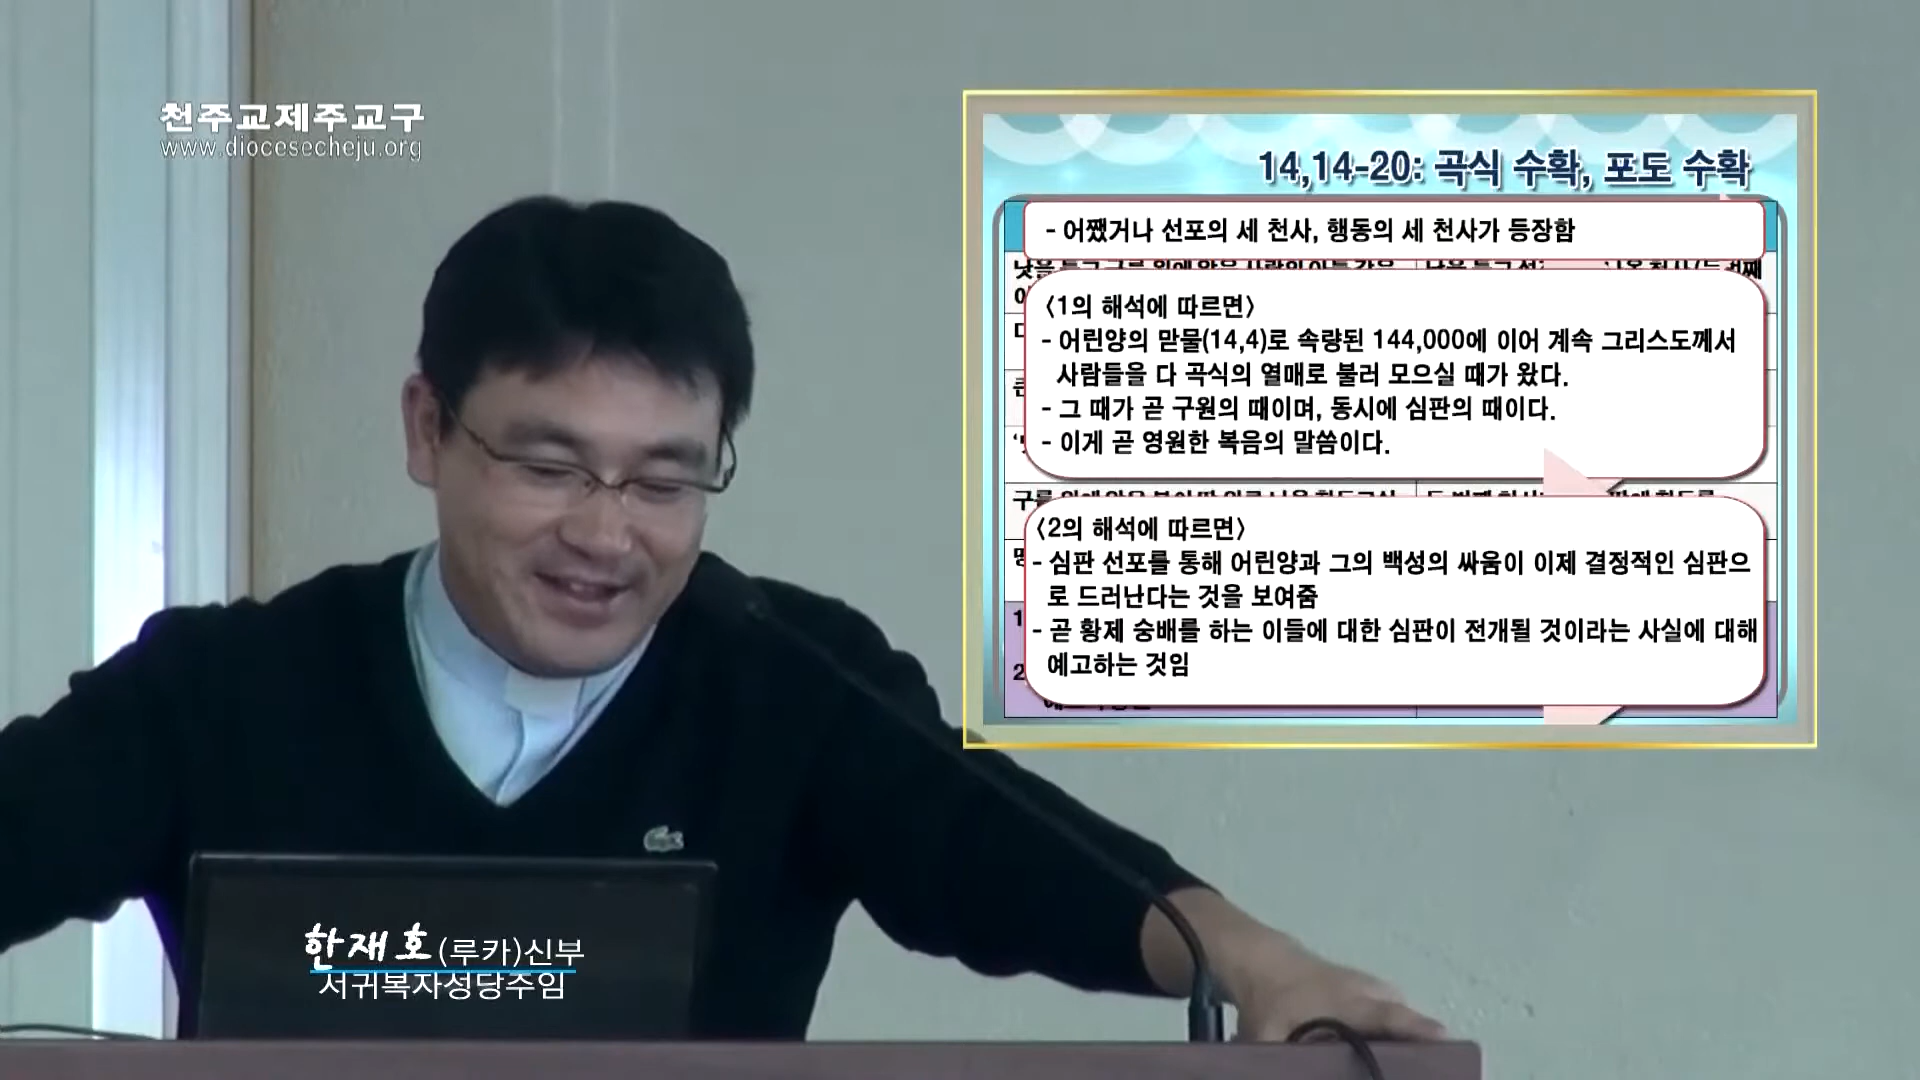 천주교제주교구
www.diocesecheju.org
14,14-20: 곡식 수확, 포도 수확
- 어쨌거나 선포의 세 천사, 행동의 세 천사가 등장함
<1의 해석에 따르면>
- 어린양의 맏물(14,4)로 속량된 144,000에 이어 계속 그리스도께서
사람들을 다 곡식의 열매로 불러 모으실 때가 왔다.
- 그 때가 곧 구원의 때이며, 동시에 심판의 때이다.
- 이게 곧 영원한 복음의 말씀이다.
<2의 해석에 따르면>
- 심판 선포를 통해 어린양과 그의 백성의 싸움이 이제 결정적인 심판으
로 드러난다는 것을 보여줌
- 곧 황제 숭배를 하는 이들에 대한 심판이 전개될 것이라는 사실에 대해
예고하는 것임
한재호(루카)신부
서귀복자성당주임